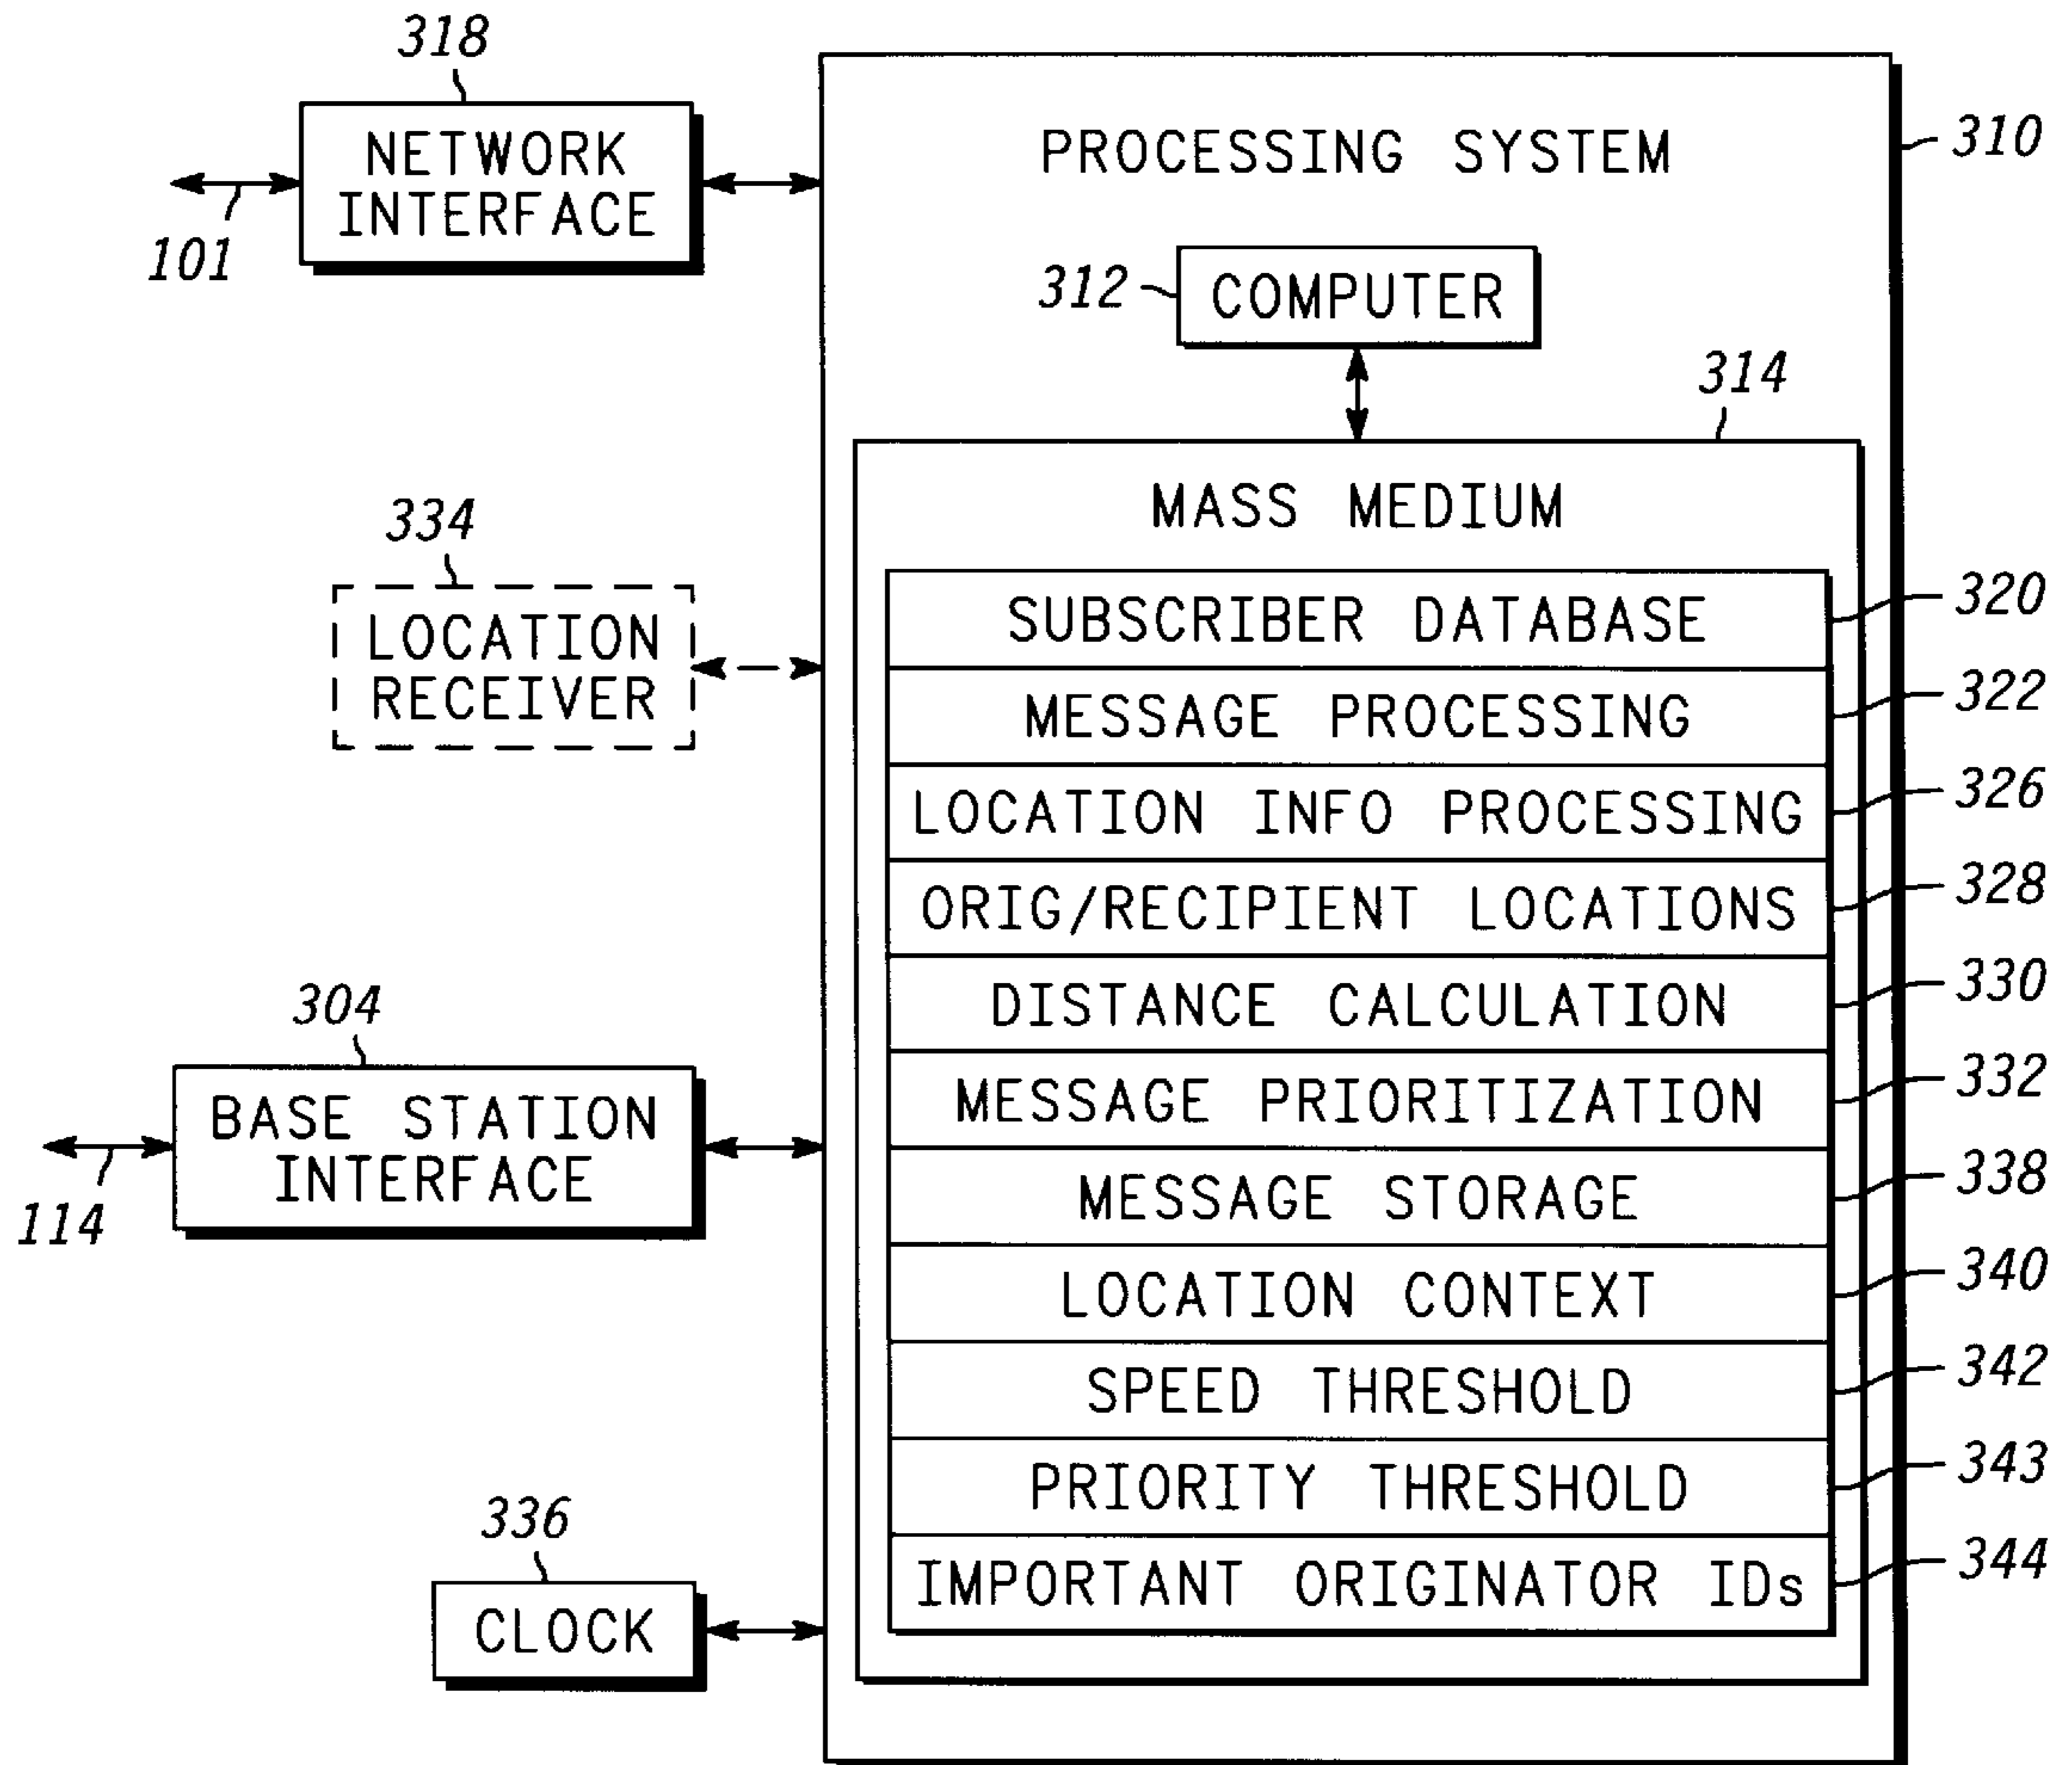 318
NETWORK
INTERFACE
101
PROCESSING SYSTEM
310
312
COMPUTER
314
MASS MEDIUM
334
LOCATION
RECEIVER
SUBSCRIBER DATABASE
320
MESSAGE PROCESSING
322
LOCATION INFO PROCESSING
326
ORIG/RECIPIENT LOCATIONS
328
DISTANCE CALCULATION
330
304
BASE STATION
INTERFACE
114
MESSAGE PRIORITIZATION
332
MESSAGE STORAGE
338
LOCATION CONTEXT
340
SPEED THRESHOLD
342
PRIORITY THRESHOLD
343
336
CLOCK
IMPORTANT ORIGINATOR IDs
344